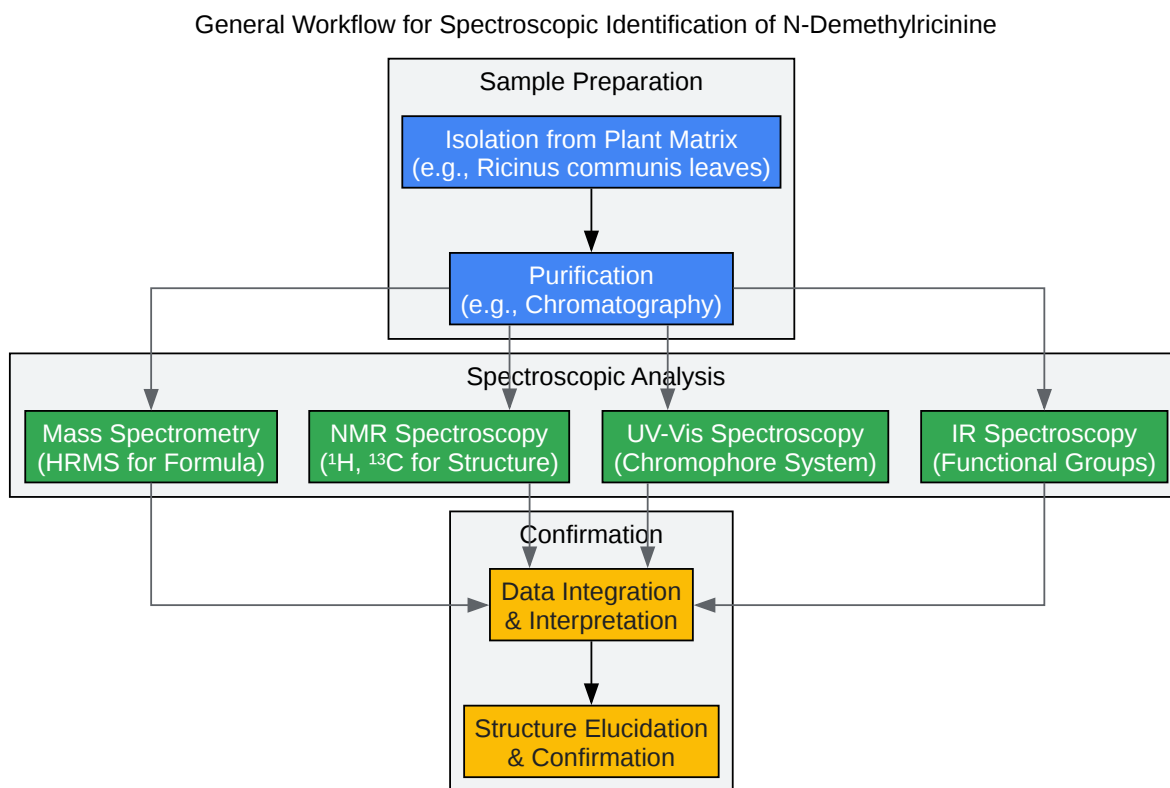 General Workflow for Spectroscopic Identification of N-Demethylricinine
Sample Preparation
Isolation from Plant Matrix
(e.g., Ricinus communis leaves)
Purification
(e.g., Chromatography)
Spectroscopic Analysis
Mass Spectrometry
(HRMS for Formula)
NMR Spectroscopy
(¹H, ¹³C for Structure)
UV-Vis Spectroscopy
(Chromophore System)
IR Spectroscopy
(Functional Groups)
Confirmation
Data Integration
& Interpretation
Structure Elucidation
& Confirmation